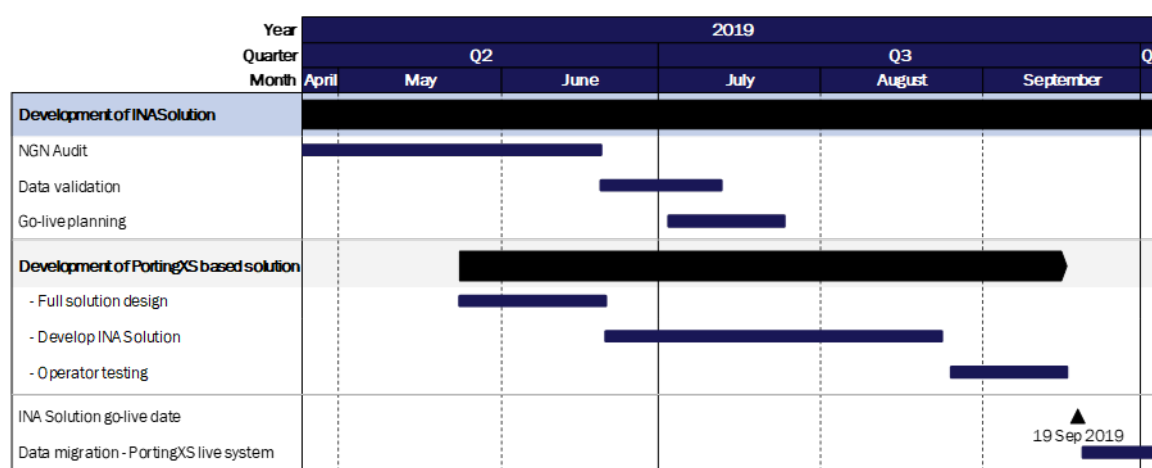 Year 2019
Quarter Q2 Q3 Q
Month April May June July August September
Development of INA Solution
NGN Audit
Data validation
Go-live planning
Development of PortingXS based solution
- Full solution design
- Develop INA Solution
- Operator testing
INA Solution go-live date
19 Sep 2019
Data migration - PortingXS live system